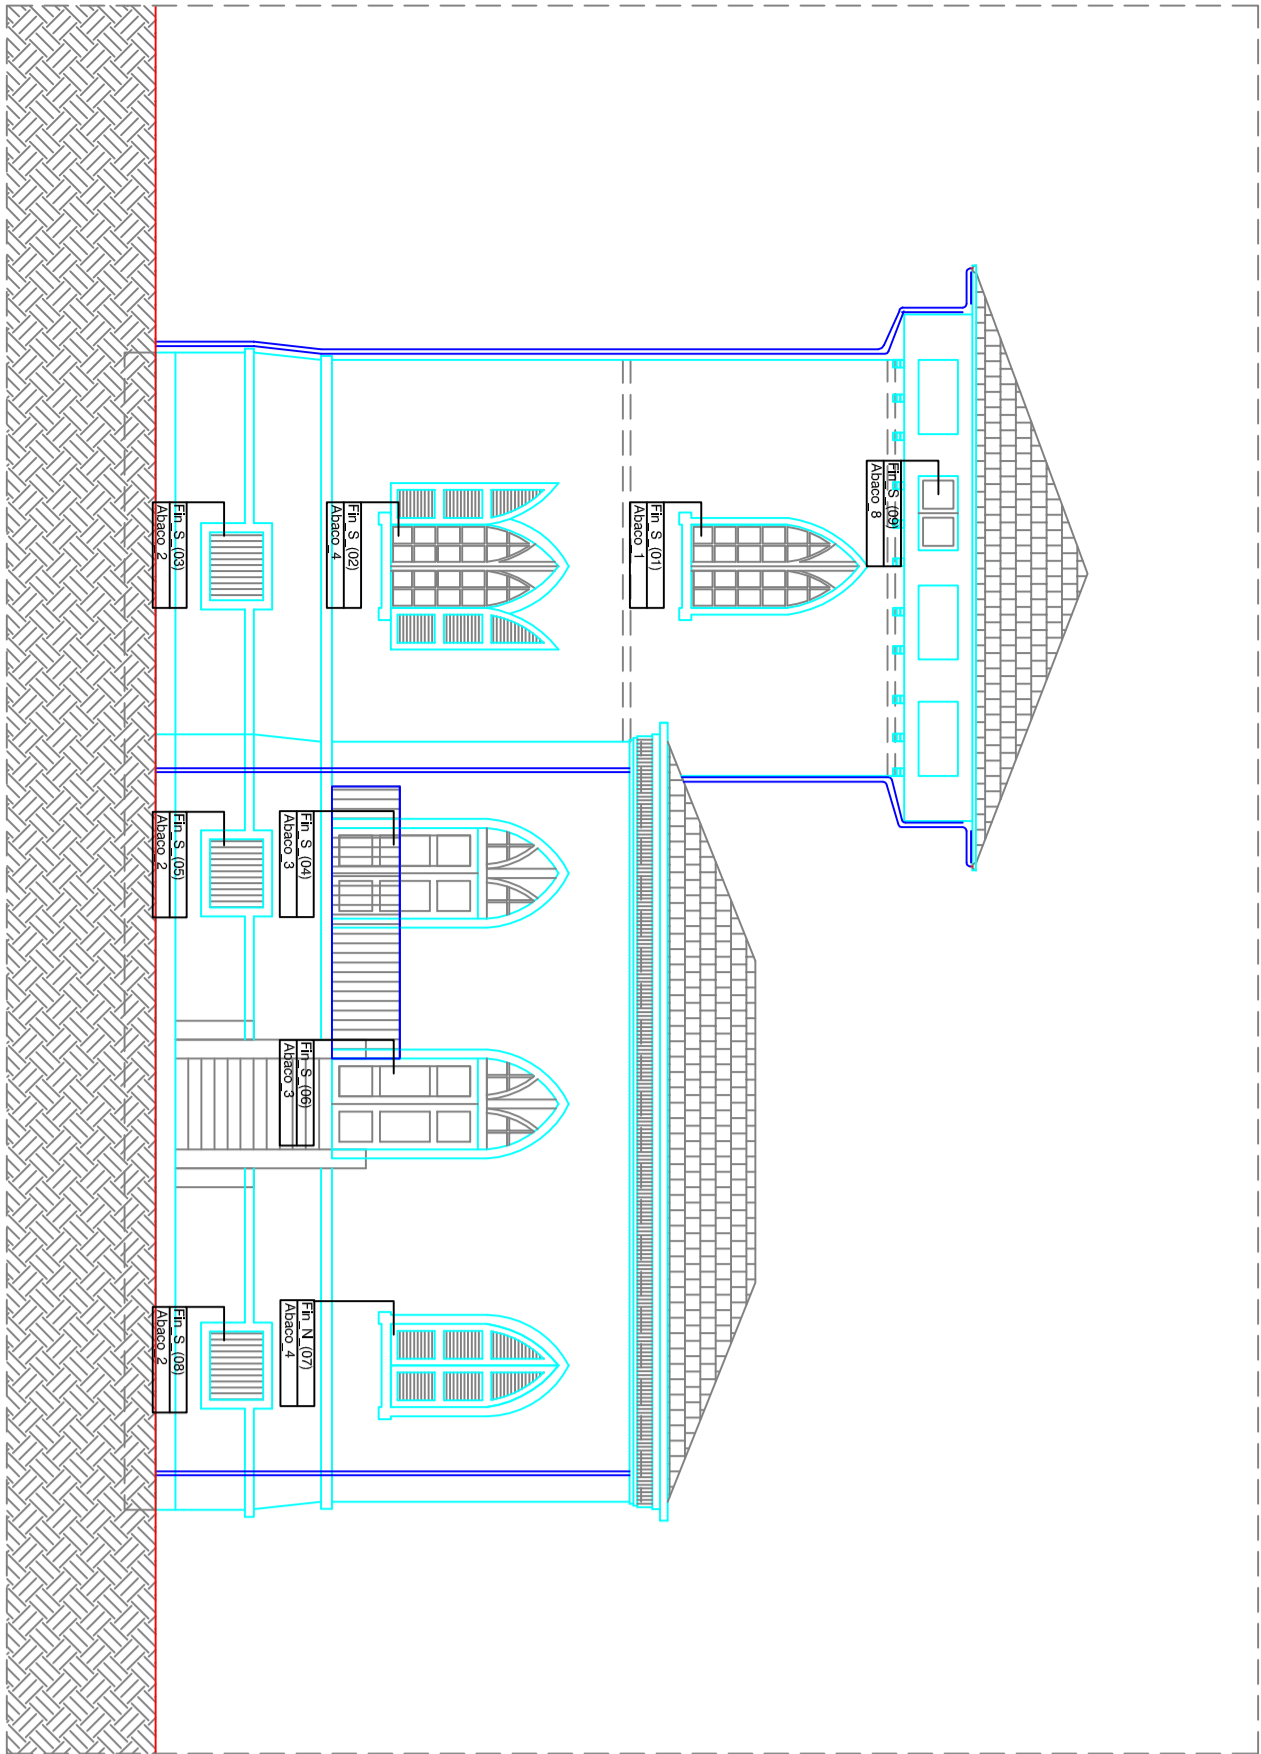 Fin_S_(09)
Abaco_8
Fin_S_(01)
Abaco_1
Fin_S_(02)
Abaco_4
Fin_S_(03)
Abaco_2
Fin_S_(04)
Abaco_3
Fin_S_(05)
Abaco_2
Fin_S_(06)
Abaco_3
Fin_N_(07)
Abaco_4
Fin_S_(08)
Abaco_2